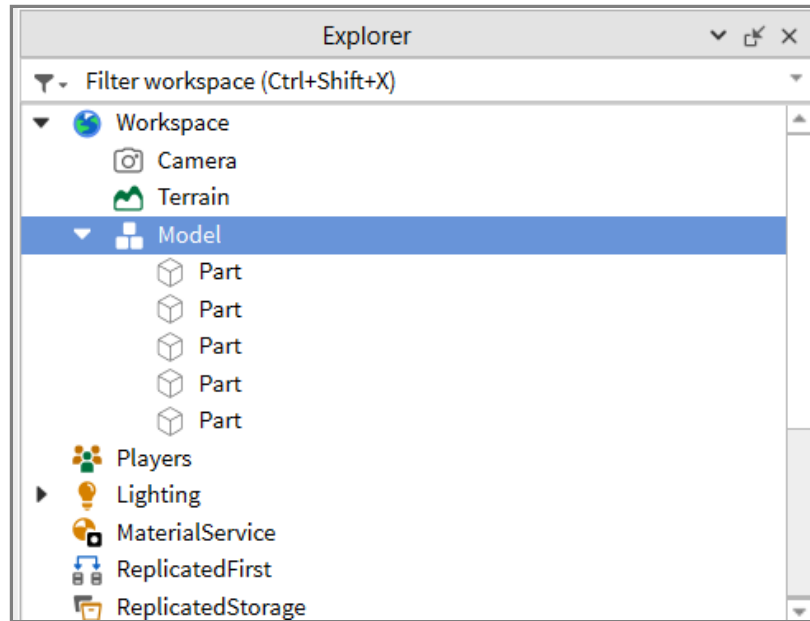 Explorer
Filter workspace (Ctrl+Shift+X)
Workspace
Camera
Terrain
Model
Part
Part
Part
Part
Part
Players
Lighting
MaterialService
ReplicatedFirst
ReplicatedStorage